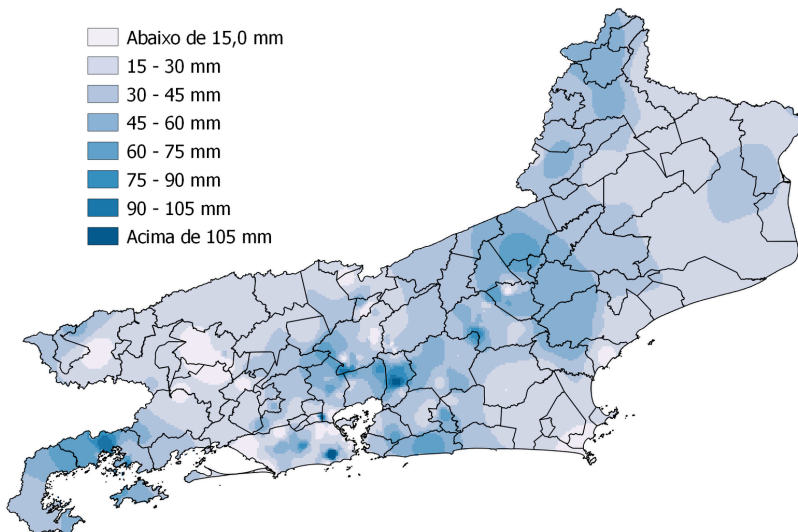 Abaixo de 15,0 mm
15 - 30 mm
30 - 45 mm
45 - 60 mm
60 - 75 mm
75 - 90 mm
90 - 105 mm
Acima de 105 mm